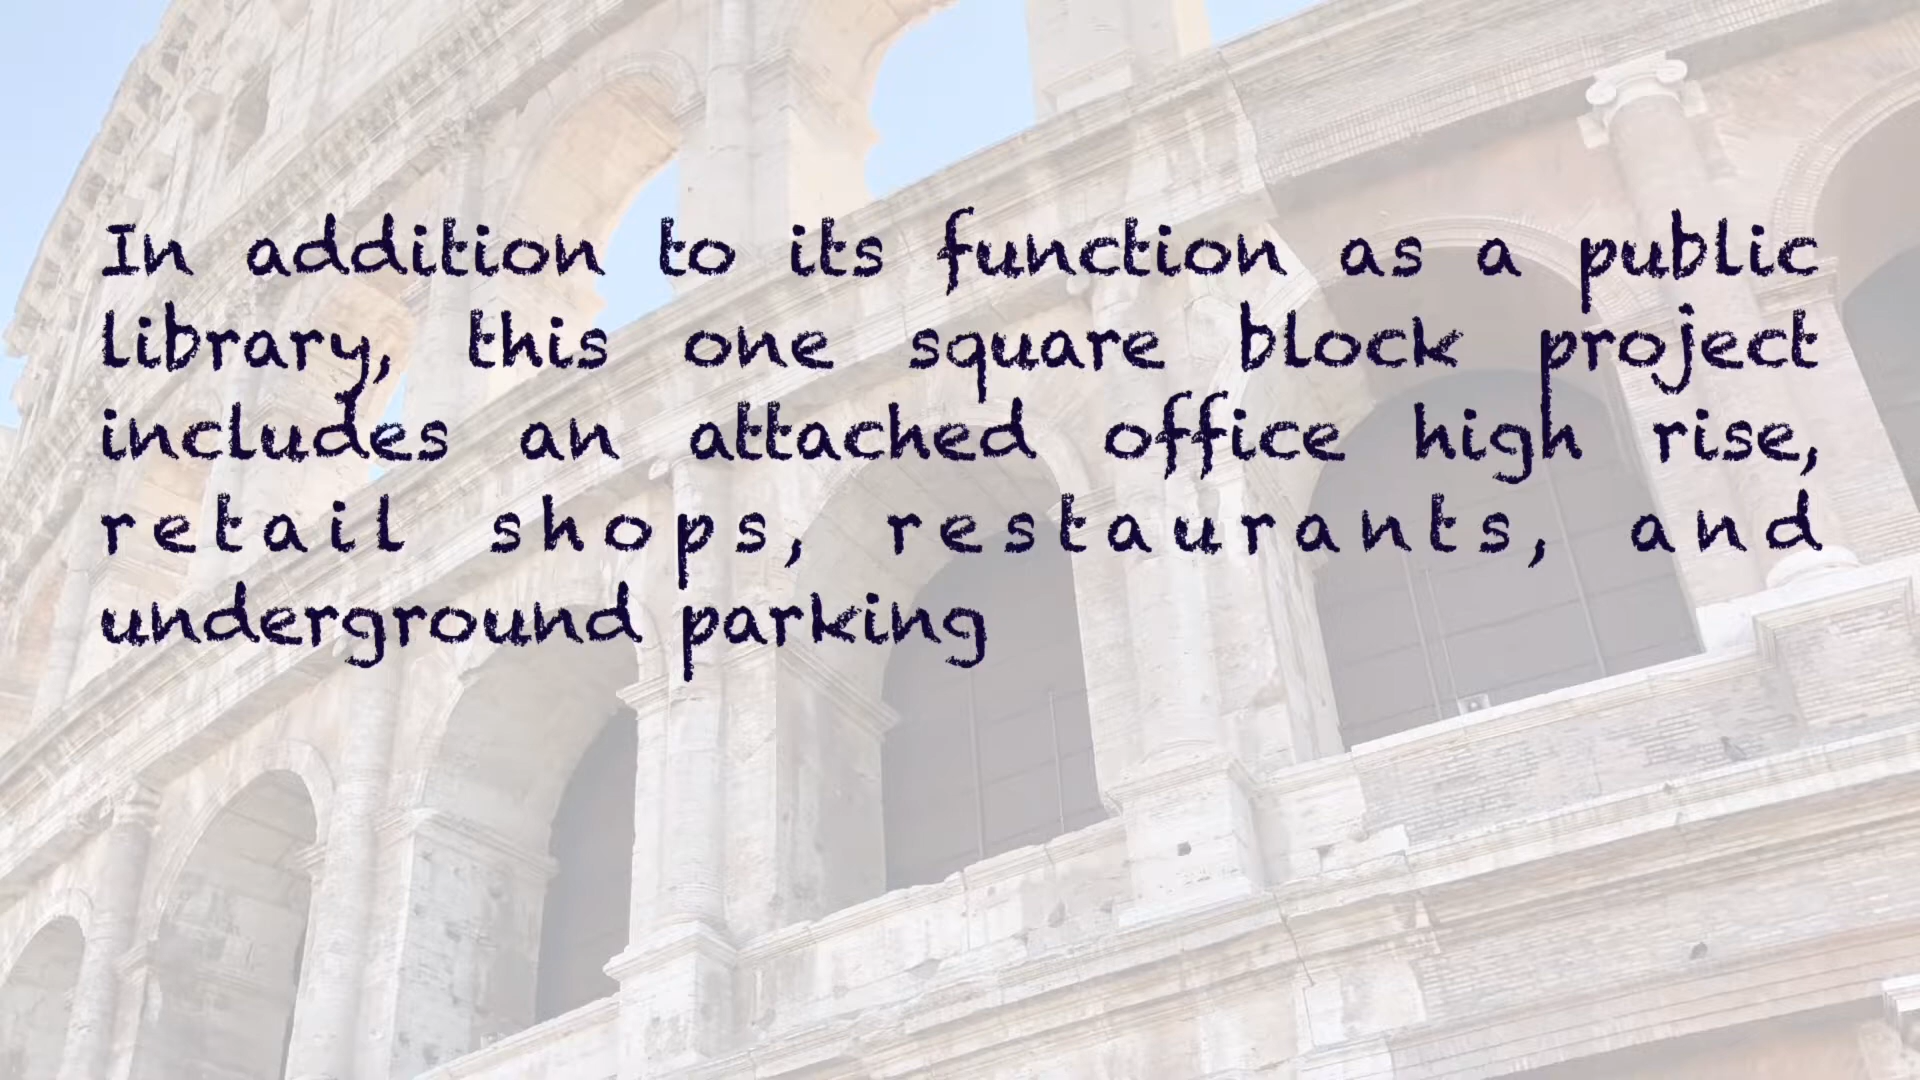 In addition to its function as a public
library, this one square block project
includes an attached office high rise,
retail shops, restaurants, and
underground parking